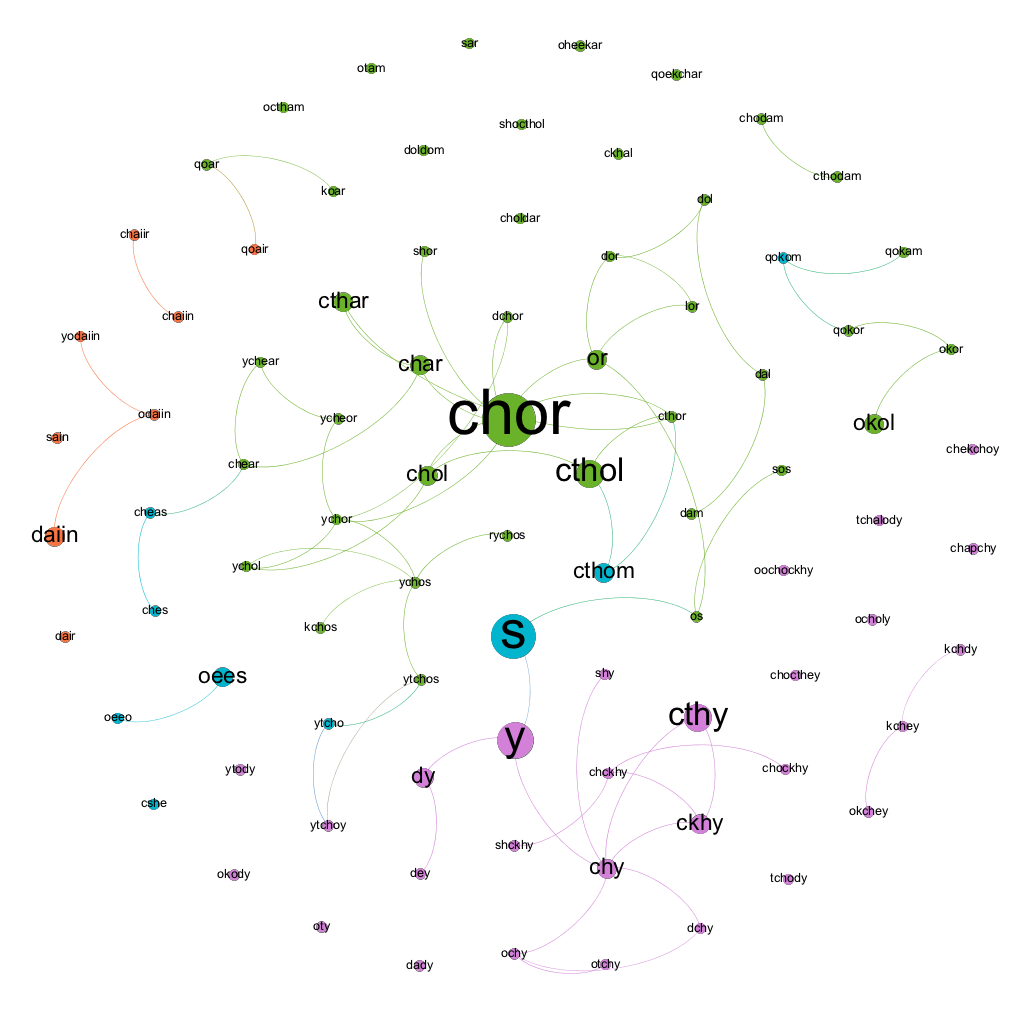 sar
oheekar
otam
qoekchar
octham
chodam
shocthol
doldom
ckhal
qoar
cthodam
koar
dol
choldar
chaiir
qoair
shor
dor
qokom
qokam
cthar
lor
chaiin
dchor
yodaiin
qokor
okor
ychear
char
or
dal
odaiin
ycheor
chor
cthor
okol
sain
chekchoy
chear
chol
cthol
sos
cheas
ychor
dam
tchalody
daiin
rychos
chapchy
ychol
ychos
cthom
oochockhy
ches
os
ocholy
dair
kchos
s
kchdy
oees
ytchos
shy
chocthey
oeeo
ytcho
cthy
kchey
y
ytody
dy
chckhy
chockhy
cshe
ytchoy
ckhy
okchey
shckhy
okody
dey
chy
tchody
oty
dchy
ochy
dady
otchy